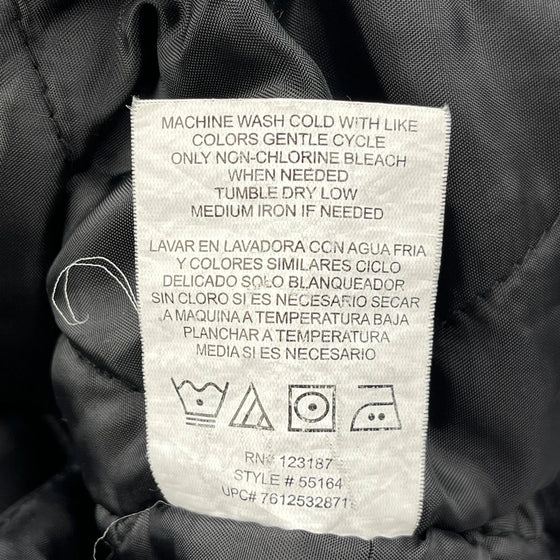 MACHINE WASH COLD WITH LIKE
COLORS GENTLE CYCLE
ONLY NON-CHLORINE BLEACH
WHEN NEEDED
TUMBLE DRY LOW
MEDIUM IRON IF NEEDED
LAVAR EN LAVADORA CON AGUA FRIA
Y COLORES SIMILARES CICLO
DELICADO SOLO BLANQUEADOR
SIN CLORO SI ES NECESARIO SECAR
A MAQUINA A TEMPERATURA BAJA
PLANCHAR A TEMPERATURA
MEDIA SI ES NECESARIO
RN# 123187
STYLE # 55164
UPC# 7612532871